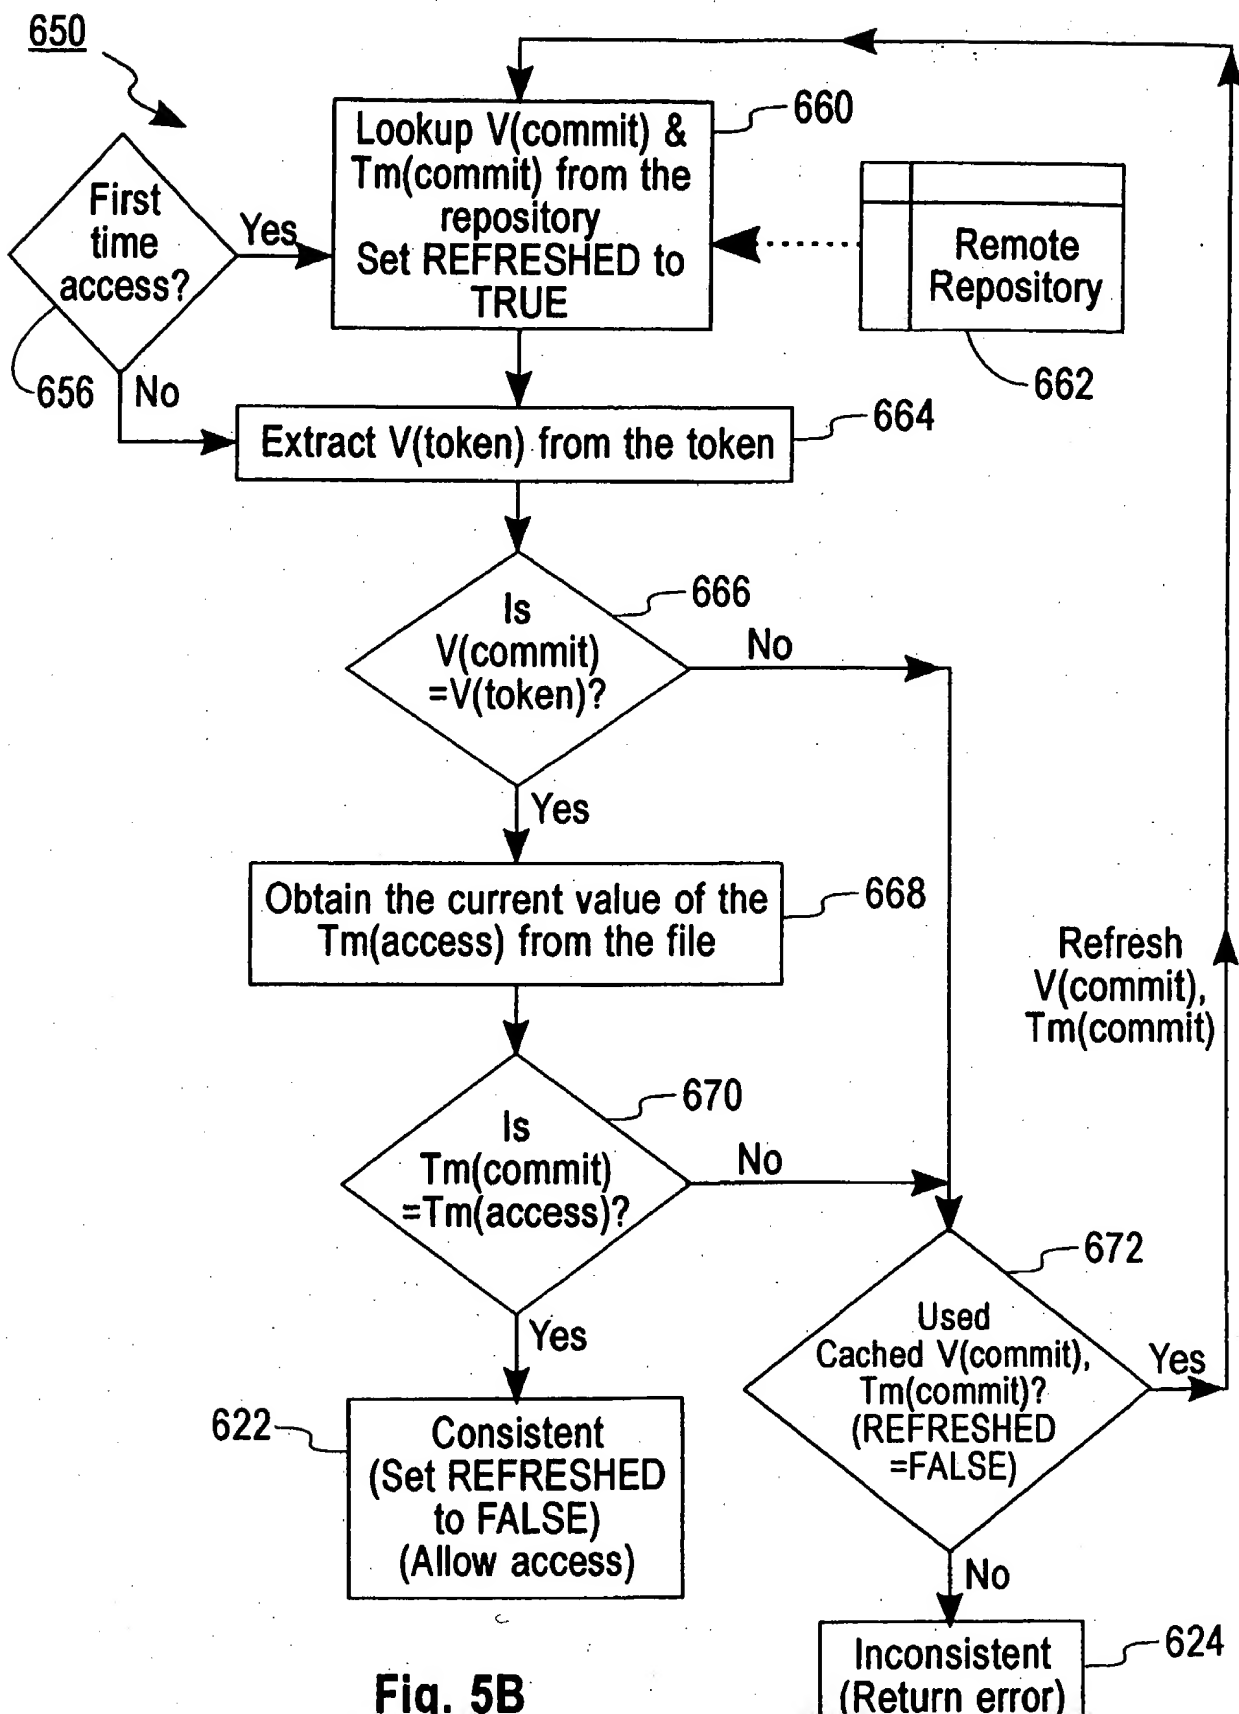 650
660
Lookup V(commit) &
Tm(commit) from the
repository
Set REFRESHED to
TRUE
First
time
access?
Yes
Remote
Repository
656
No
662
664
Extract V(token) from the token
666
Is
V(commit)
=V(token)?
No
Yes
668
Obtain the current value of the
Tm(access) from the file
Refresh
V(commit),
Tm(commit)
670
Is
Tm(commit)
=Tm(access)?
No
672
Yes
Used
Cached V(commit),
Tm(commit)?
(REFRESHED
=FALSE)
Yes
622
Consistent
(Set REFRESHED
to FALSE)
(Allow access)
No
624
Inconsistent
(Return error)
Fig. 5B